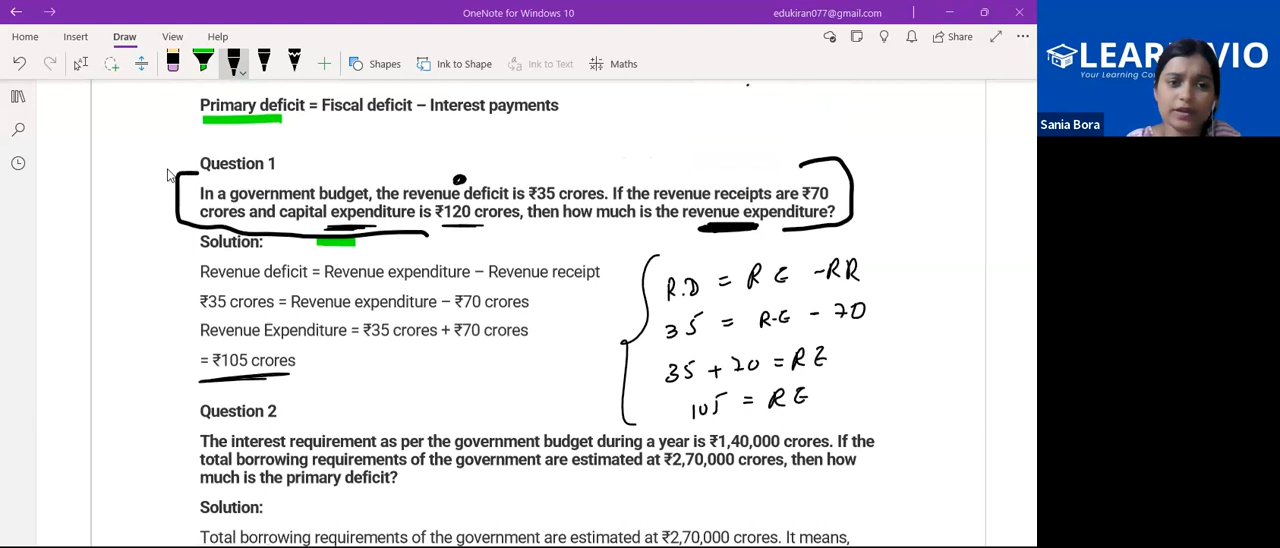 OneNote for Windows 10
edukiran077@gmail.com
Home Insert Draw View Help
Share
Shapes Ink to Shape Ink to Text Maths
LEARNVIO
Your Learning
Sania Bora
Primary deficit = Fiscal deficit – Interest payments
Question 1
In a government budget, the revenue deficit is ₹35 crores. If the revenue receipts are ₹70
crores and capital expenditure is ₹120 crores, then how much is the revenue expenditure?
Solution:
Revenue deficit = Revenue expenditure – Revenue receipt
₹35 crores = Revenue expenditure – ₹70 crores
Revenue Expenditure = ₹35 crores + ₹70 crores
= ₹105 crores
R.D = RE - RR
35 = R.E - 70
35 + 70 = RE
105 = RE
Question 2
The interest requirement as per the government budget during a year is ₹1,40,000 crores. If the
total borrowing requirements of the government are estimated at ₹2,70,000 crores, then how
much is the primary deficit?
Solution:
Total borrowing requirements of the government are estimated at ₹2,70,000 crores. It means,